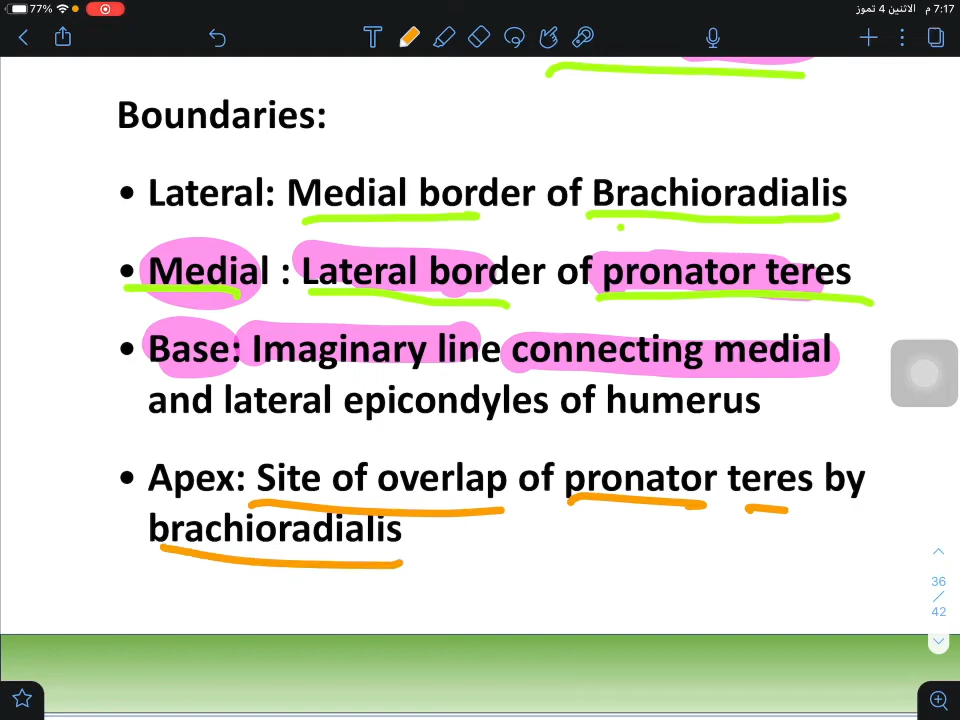 77% الاثنين 4 تموز 7:17 م
Boundaries:
• Lateral: Medial border of Brachioradialis
• Medial : Lateral border of pronator teres
• Base: Imaginary line connecting medial
and lateral epicondyles of humerus
• Apex: Site of overlap of pronator teres by
brachioradialis
36
/
42